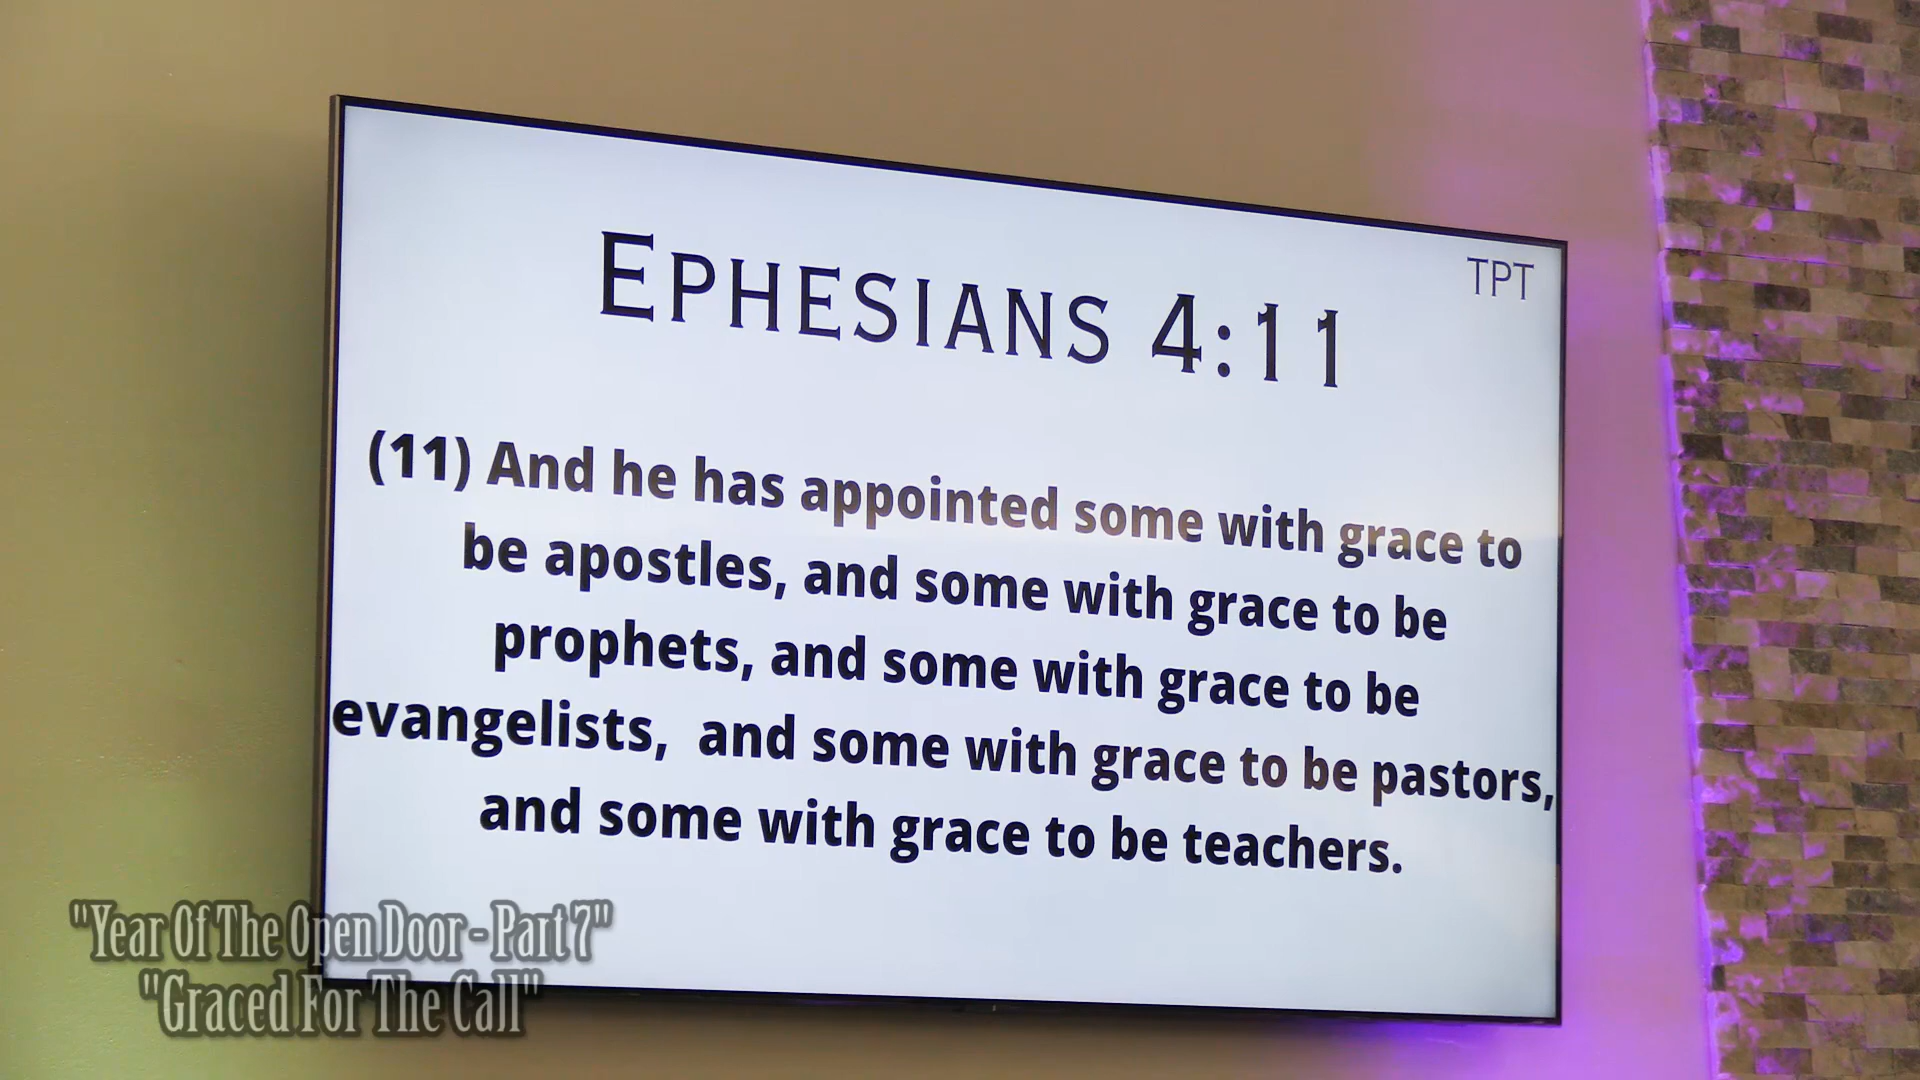 EPHESIANS 4:11
TPT
(11) And he has appointed some with grace to
be apostles, and some with grace to be
prophets, and some with grace to be
evangelists,  and some with grace to be pastors,
and some with grace to be teachers.
"Year Of The Open Door - Part 7"
"Graced For The Call"